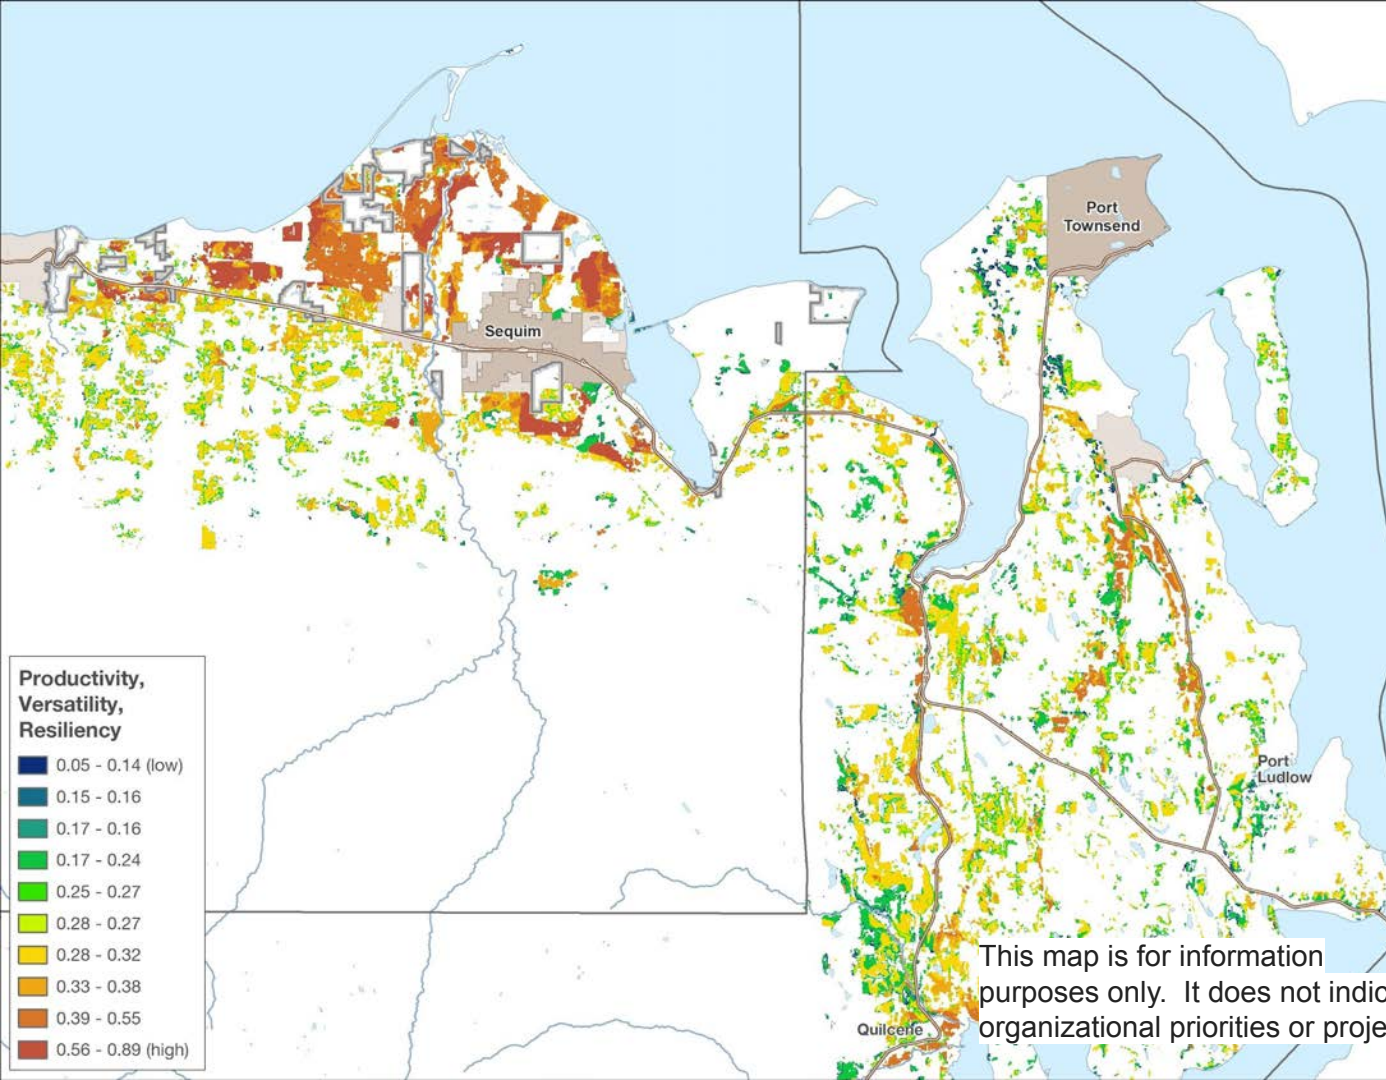 Port
Townsend
Sequim
Productivity,
Versatility,
Resiliency
0.05 - 0.14 (low)
0.15 - 0.16
0.17 - 0.16
0.17 - 0.24
0.25 - 0.27
0.28 - 0.27
0.28 - 0.32
0.33 - 0.38
0.39 - 0.55
0.56 - 0.89 (high)
Port
Ludlow
This map is for information
purposes only. It does not indic
organizational priorities or proje
Quilcene